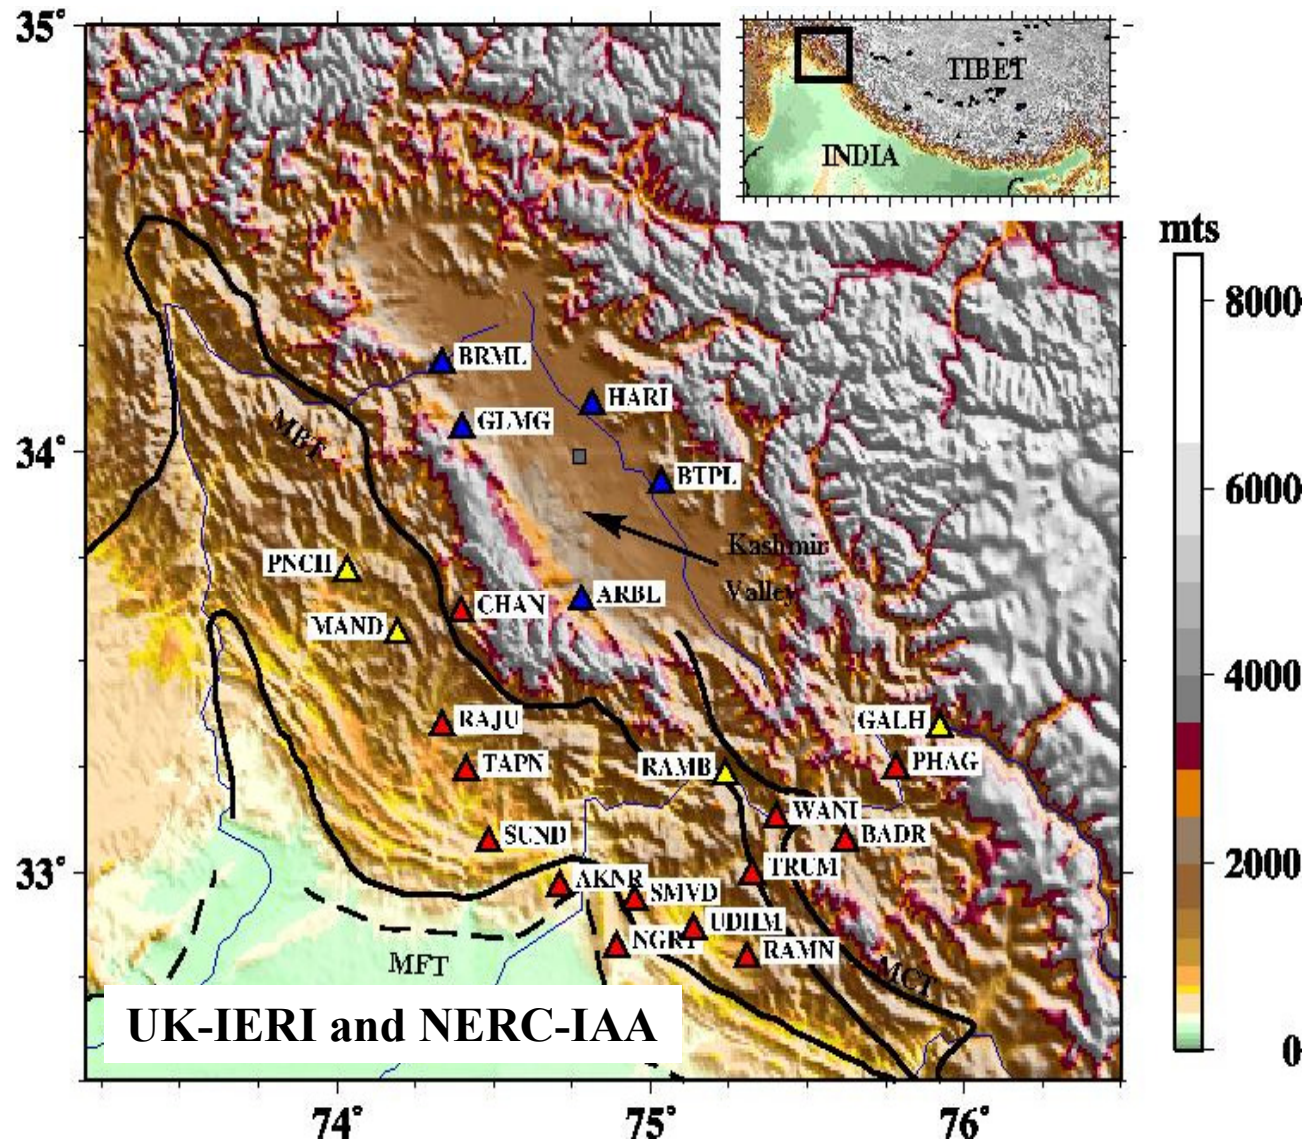 35°
TIBET
INDIA
mts
8000
BRML
HARI
GLMG
MBT
34°
BTPL
6000
Kashmir
Valley
PNCH
CHAN
ARBL
MAND
4000
RAJU
GALH
TAPN
RAMB
PHAG
WANI
SUND
BADR
2000
33°
TRUM
AKNR
SMVD
UDHM
NGRT
RAMN
MFT
MCT
UK-IERI and NERC-IAA
0
74°
75°
76°